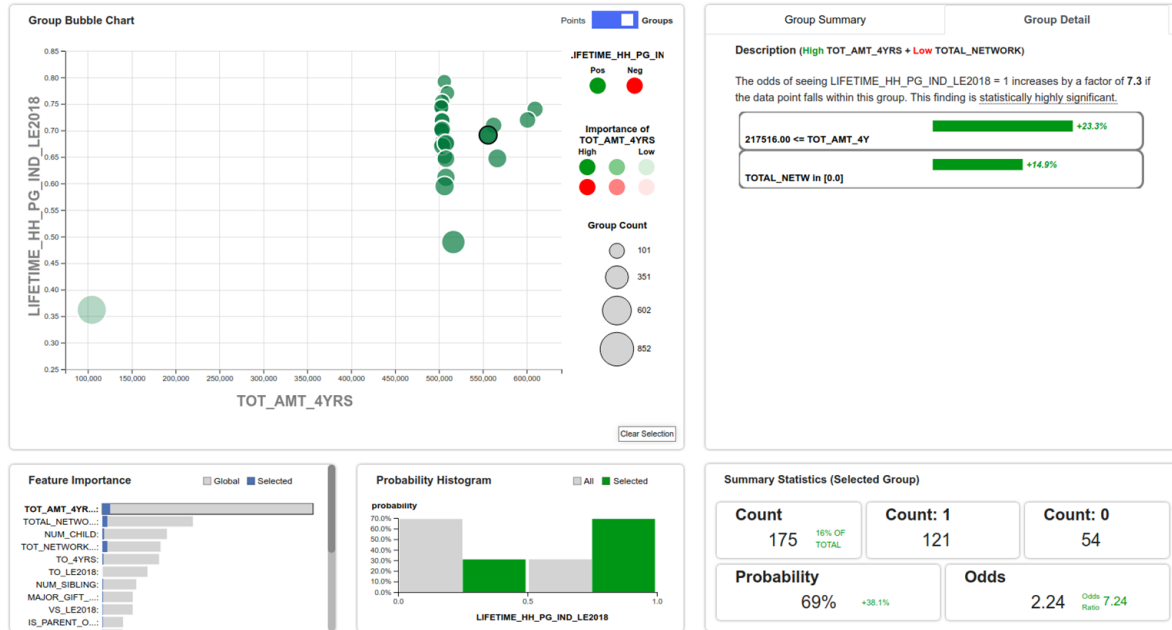 Group Bubble Chart
Points
Groups
0.85
0.80
0.75
0.70
0.65
0.60
0.55
0.50
0.45
0.40
0.35
0.30
0.25
LIFETIME_HH_PG_IND_LE2018
100,000 150,000 200,000 250,000 300,000 350,000 400,000 450,000 500,000 550,000 600,000
TOT_AMT_4YRS
.IFETIME_HH_PG_IN
Pos Neg
Importance of
TOT_AMT_4YRS
High Low
Group Count
101
351
602
852
Clear Selection
Group Summary
Group Detail
Description (High TOT_AMT_4YRS + Low TOTAL_NETWORK)
The odds of seeing LIFETIME_HH_PG_IND_LE2018 = 1 increases by a factor of 7.3 if
the data point falls within this group. This finding is statistically highly significant.
+23.3%
217516.00 <= TOT_AMT_4Y
+14.9%
TOTAL_NETW in [0.0]
Feature Importance
Global Selected
TOT_AMT_4YR...:
TOTAL_NETWO...:
NUM_CHILD:
TOT_NETWORK...:
TO_4YRS:
TO_LE2018:
NUM_SIBLING:
MAJOR_GIFT_...:
VS_LE2018:
IS_PARENT_O...:
Probability Histogram
All Selected
probability
70.0%
60.0%
50.0%
40.0%
30.0%
20.0%
10.0%
0.0%
0.0 0.5 1.0
LIFETIME_HH_PG_IND_LE2018
Summary Statistics (Selected Group)
Count
175
16% OF
TOTAL
Count: 1
121
Count: 0
54
Probability
69%
+38.1%
Odds
2.24
Odds
Ratio 7.24